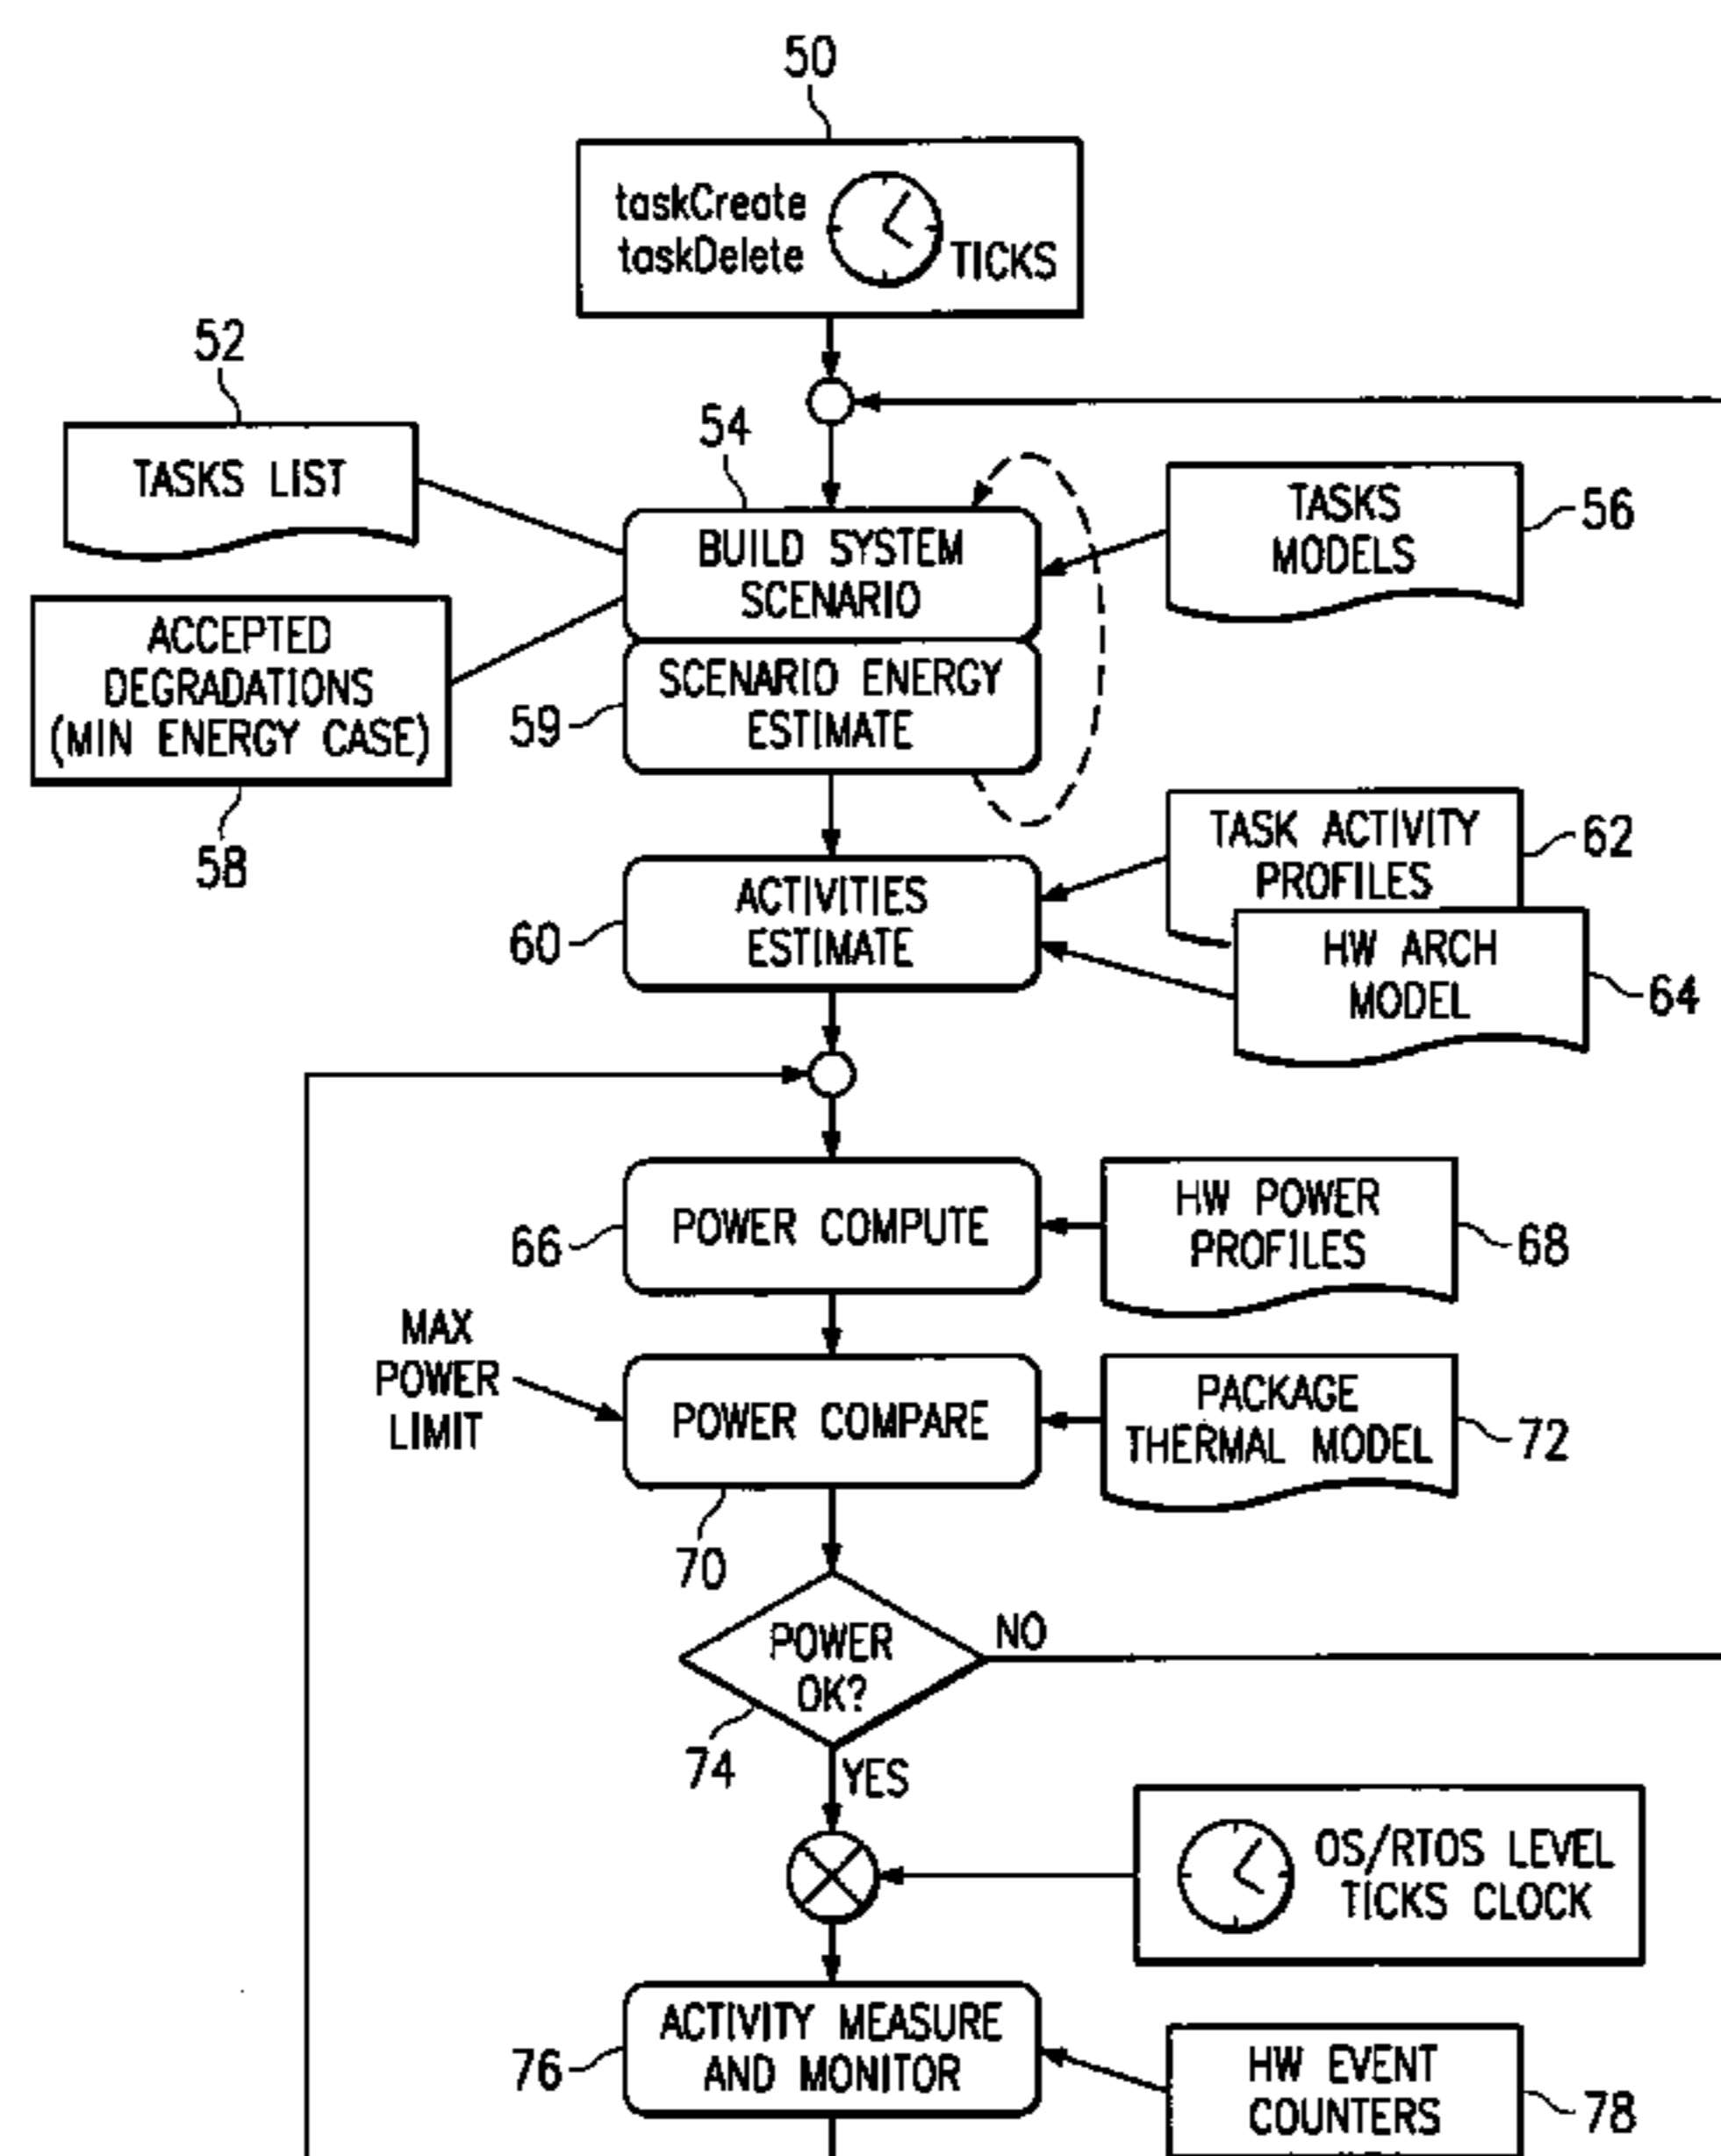 50
taskCreate
taskDelete
TICKS
52
TASKS LIST
54
BUILD SYSTEM
SCENARIO
TASKS
MODELS
56
ACCEPTED
DEGRADATIONS
(MIN ENERGY CASE)
58
SCENARIO ENERGY
ESTIMATE
59
TASK ACTIVITY
PROFILES
62
ACTIVITIES
ESTIMATE
60
HW ARCH
MODEL
64
POWER COMPUTE
66
HW POWER
PROFILES
68
MAX
POWER
LIMIT
POWER COMPARE
70
PACKAGE
THERMAL MODEL
72
POWER
OK?
NO
74
YES
OS/RTOS LEVEL
TICKS CLOCK
ACTIVITY MEASURE
AND MONITOR
76
HW EVENT
COUNTERS
78